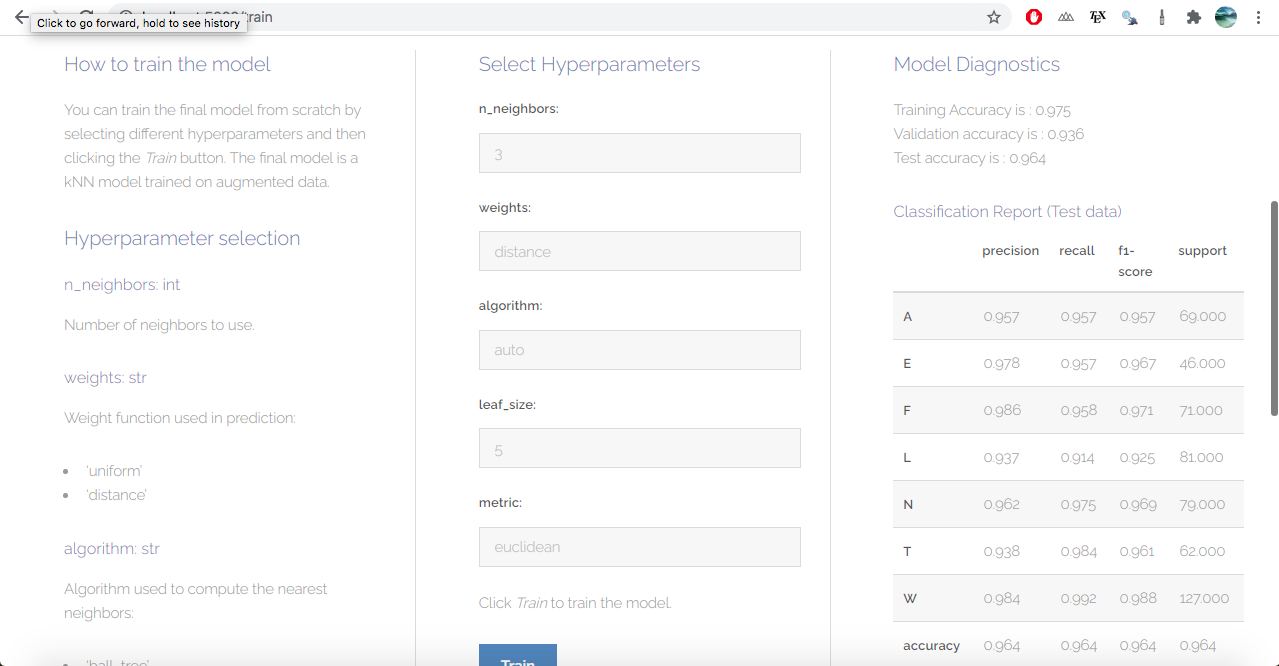 Click to go forward, hold to see history
/train
How to train the model
You can train the final model from scratch by
selecting different hyperparameters and then
clicking the Train button. The final model is a
kNN model trained on augmented data.
Hyperparameter selection
n_neighbors: int
Number of neighbors to use.
weights: str
Weight function used in prediction:
'uniform'
'distance'
algorithm: str
Algorithm used to compute the nearest
neighbors:
'ball_tree'
Select Hyperparameters
n_neighbors:
3
weights:
distance
algorithm:
auto
leaf_size:
5
metric:
euclidean
Click Train to train the model.
Train
Model Diagnostics
Training Accuracy is : 0.975
Validation accuracy is : 0.936
Test accuracy is : 0.964
Classification Report (Test data)
precision recall f1-score support
A 0.957 0.957 0.957 69.000
E 0.978 0.957 0.967 46.000
F 0.986 0.958 0.971 71.000
L 0.937 0.914 0.925 81.000
N 0.962 0.975 0.969 79.000
T 0.938 0.984 0.961 62.000
W 0.984 0.992 0.988 127.000
accuracy 0.964 0.964 0.964 0.964